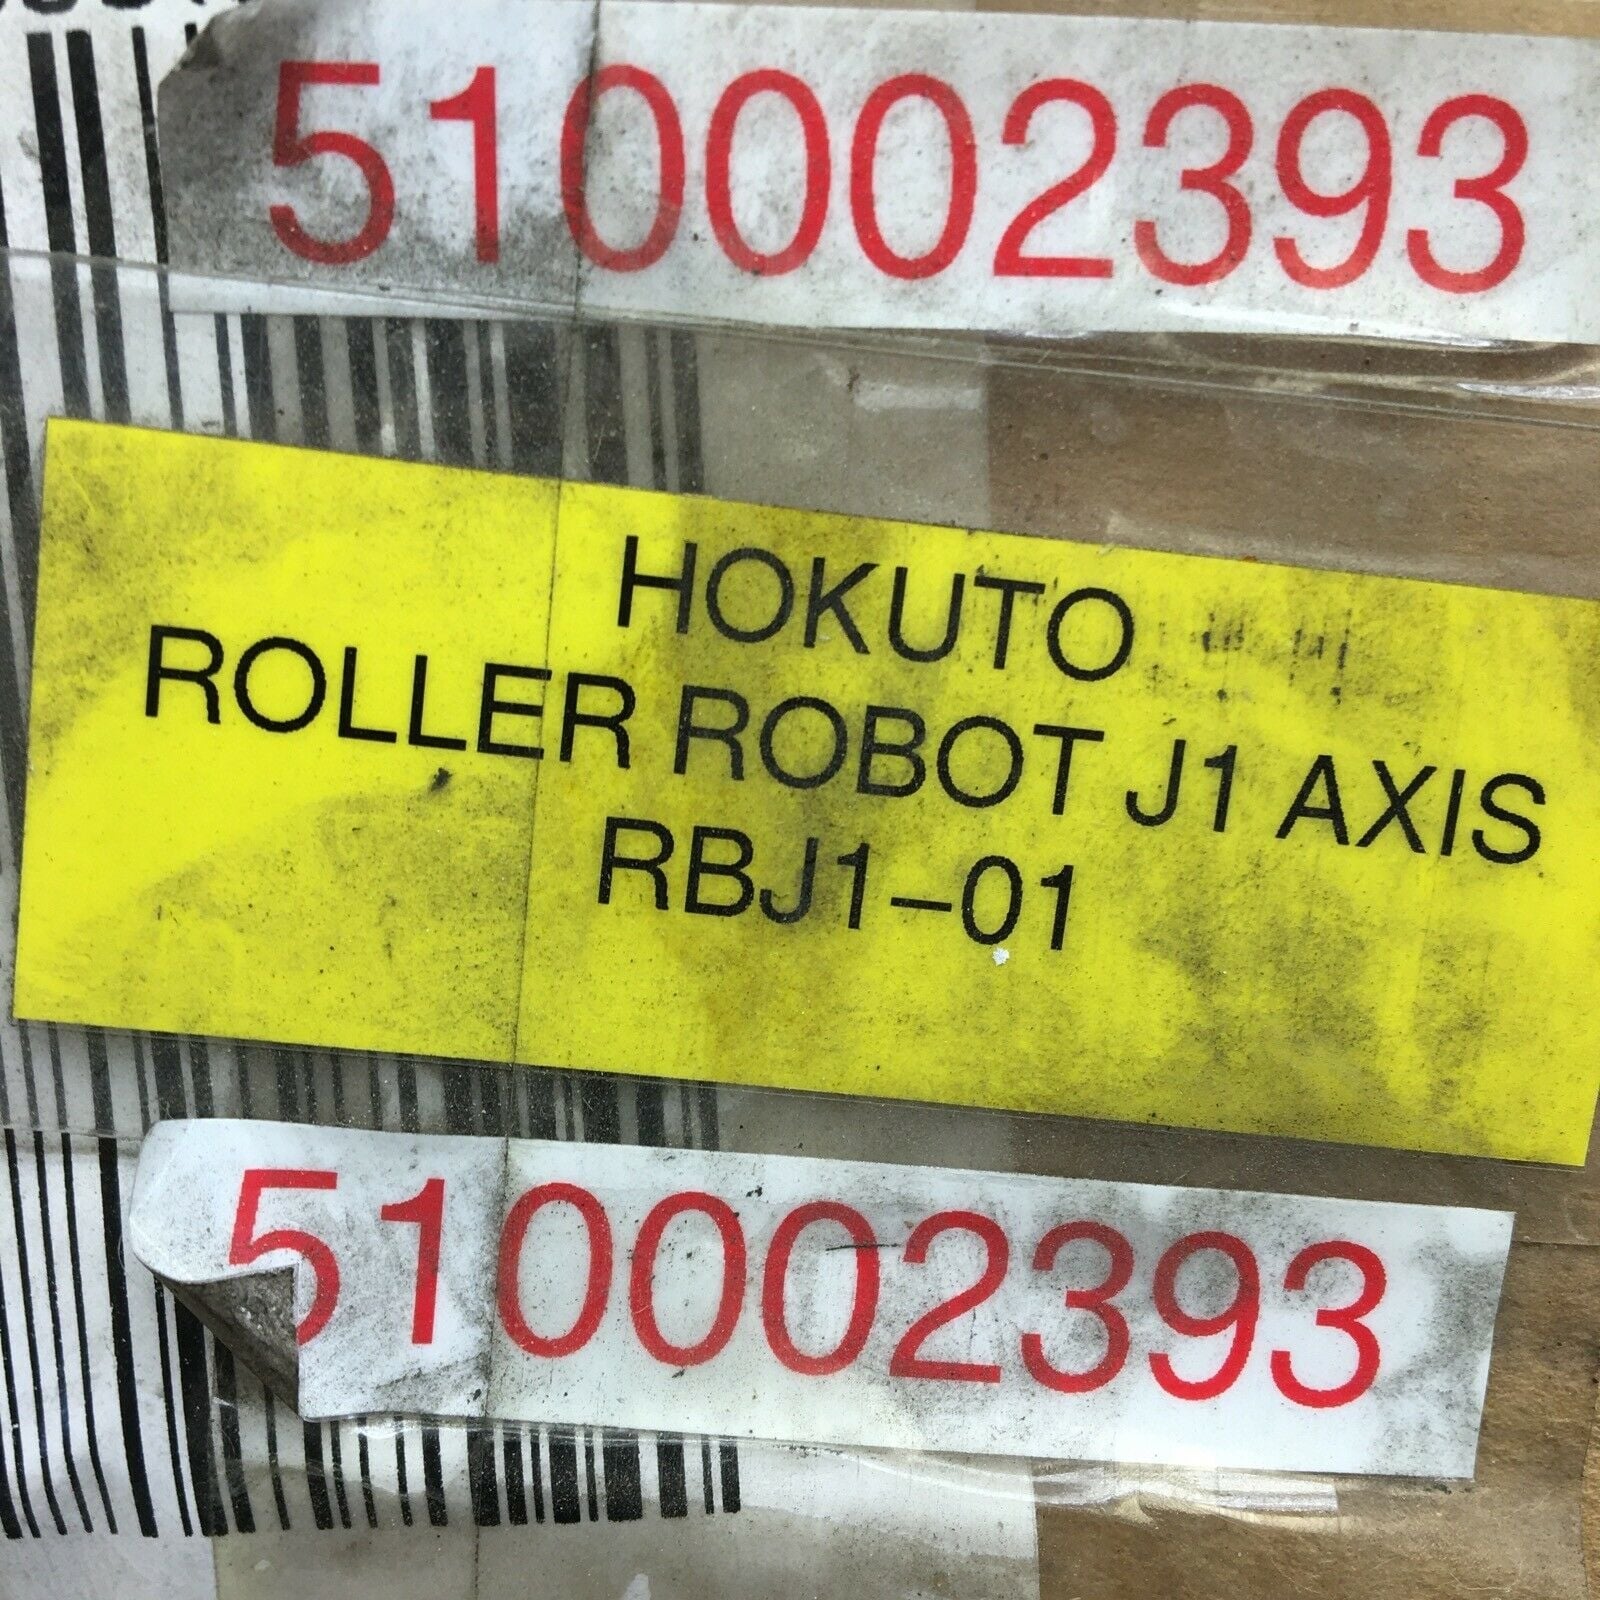 510002393
HOKUTO
ROLLER ROBOT J1 AXIS
RBJ1-01
510002393